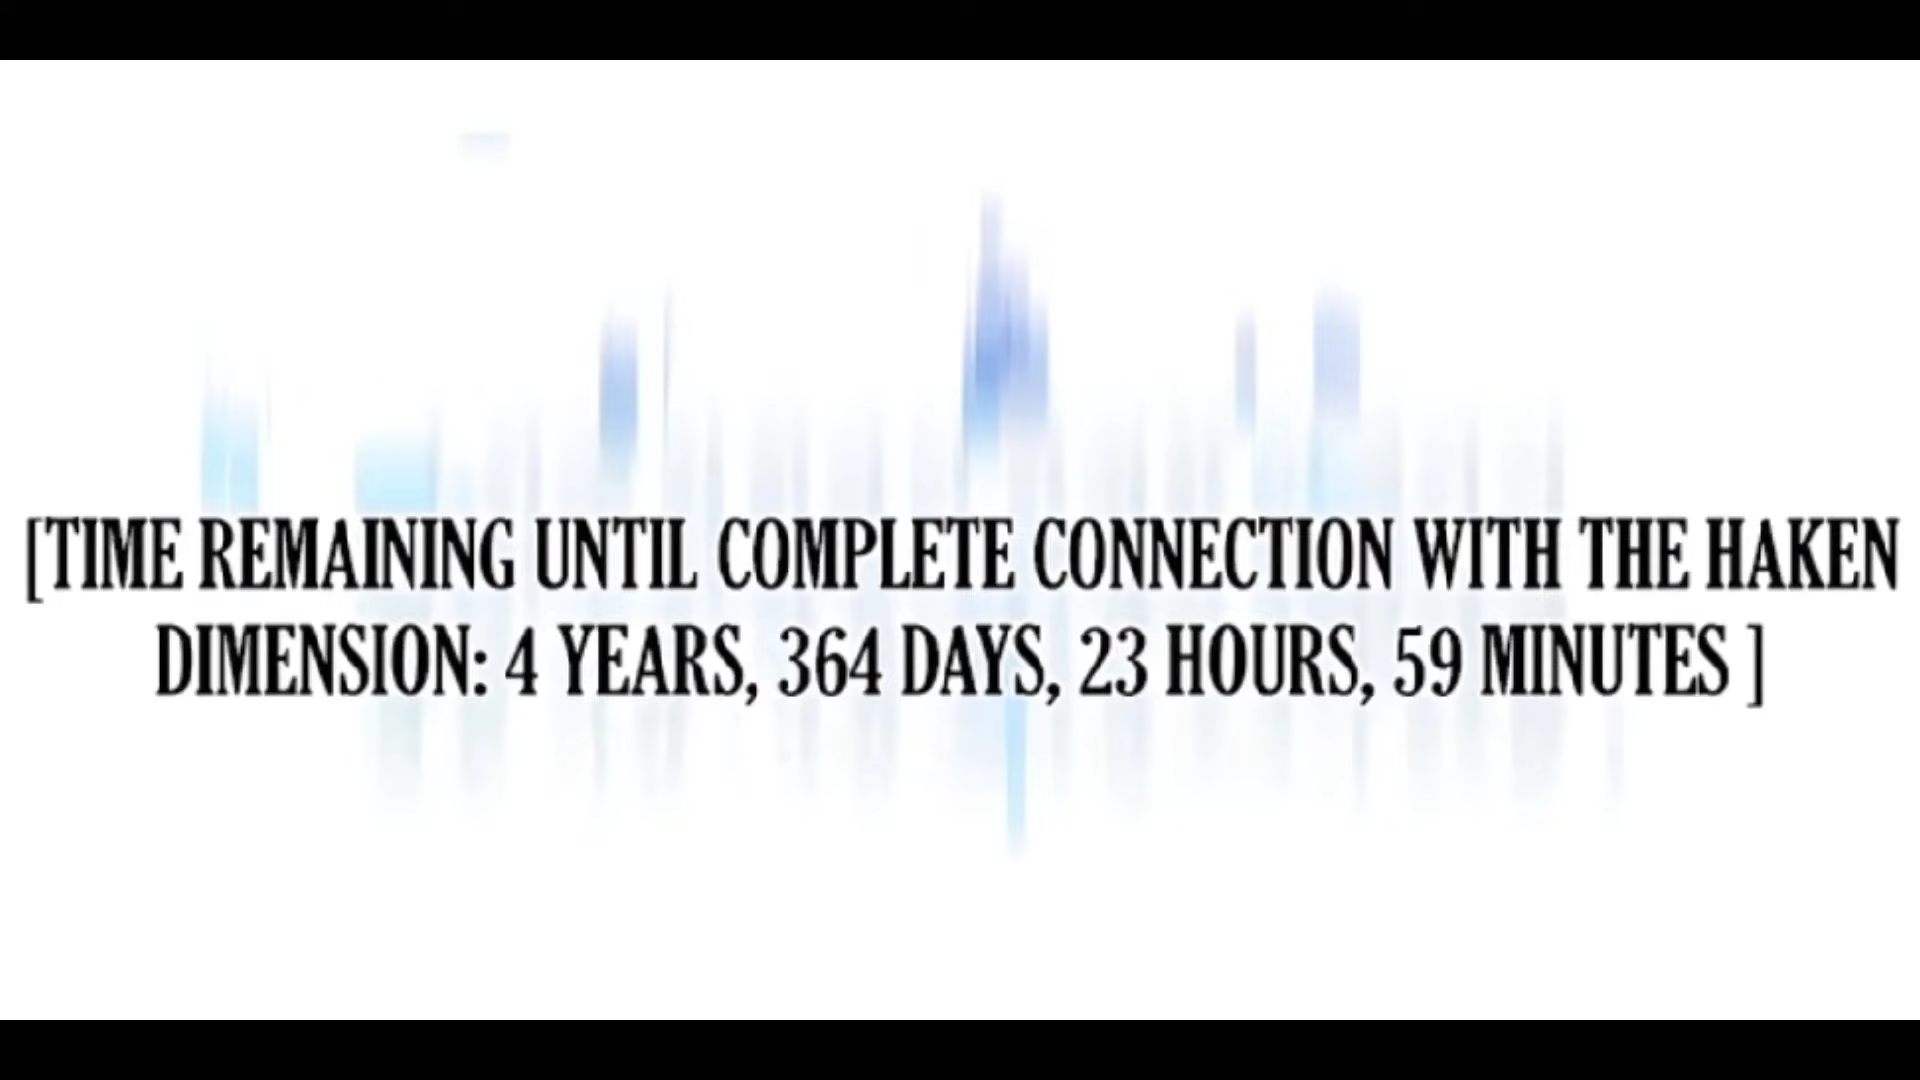 [TIME REMAINING UNTIL COMPLETE CONNECTION WITH THE HAKEN
DIMENSION: 4 YEARS, 364 DAYS, 23 HOURS, 59 MINUTES ]